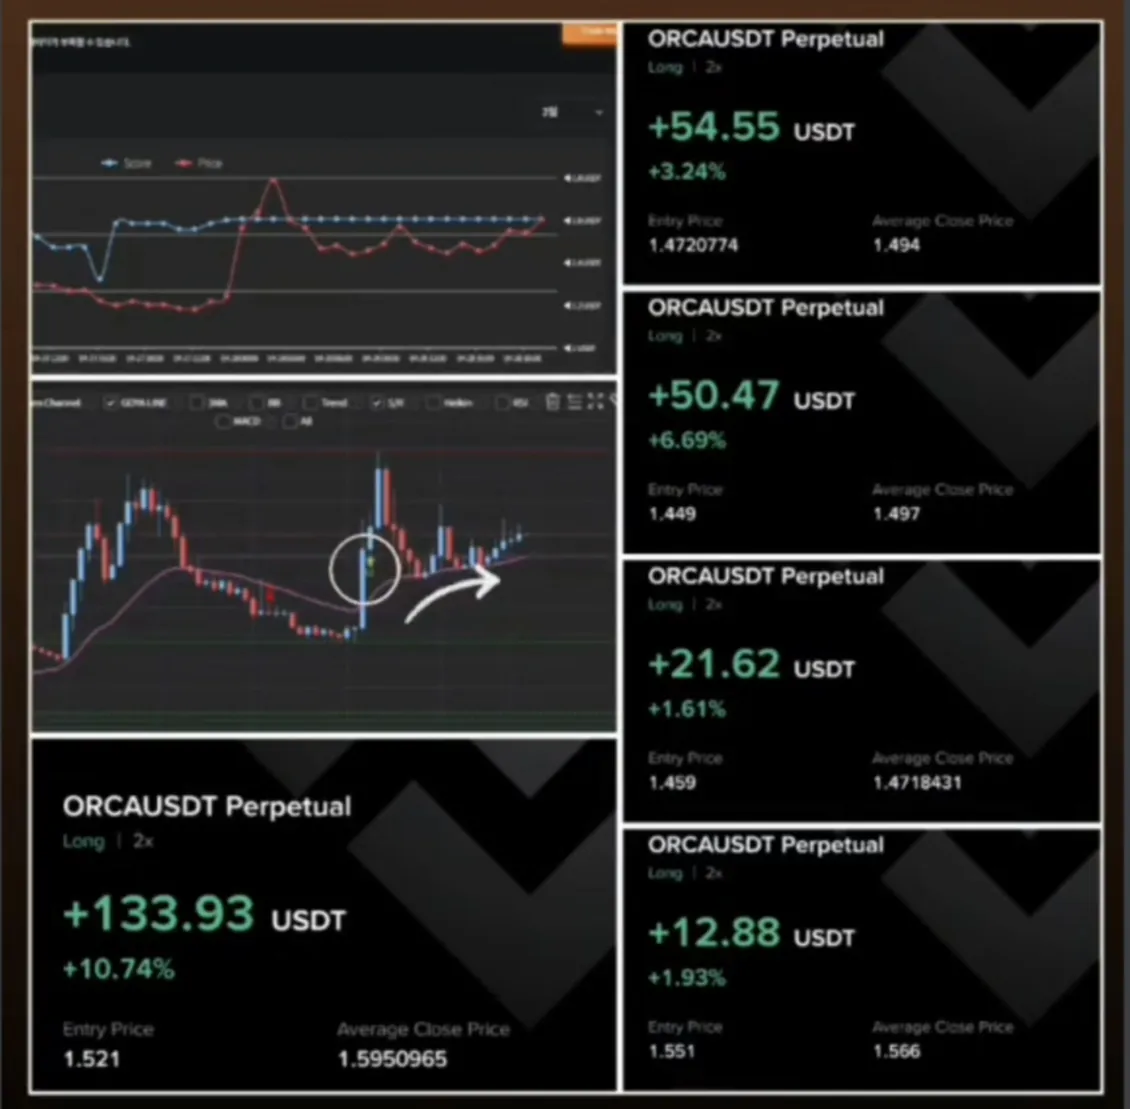 Score
Price
Trend
S/R
MACD
All
ORCAUSDT Perpetual
Long | 2x
+133.93 USDT
+10.74%
Entry Price
Average Close Price
1.521
1.5950965
ORCAUSDT Perpetual
Long | 2x
+54.55 USDT
+3.24%
Entry Price
Average Close Price
1.4720774
1.494
ORCAUSDT Perpetual
Long | 2x
+50.47 USDT
+6.69%
Entry Price
Average Close Price
1.449
1.497
ORCAUSDT Perpetual
Long | 2x
+21.62 USDT
+1.61%
Entry Price
Average Close Price
1.459
1.4718431
ORCAUSDT Perpetual
Long | 2x
+12.88 USDT
+1.93%
Entry Price
Average Close Price
1.551
1.566